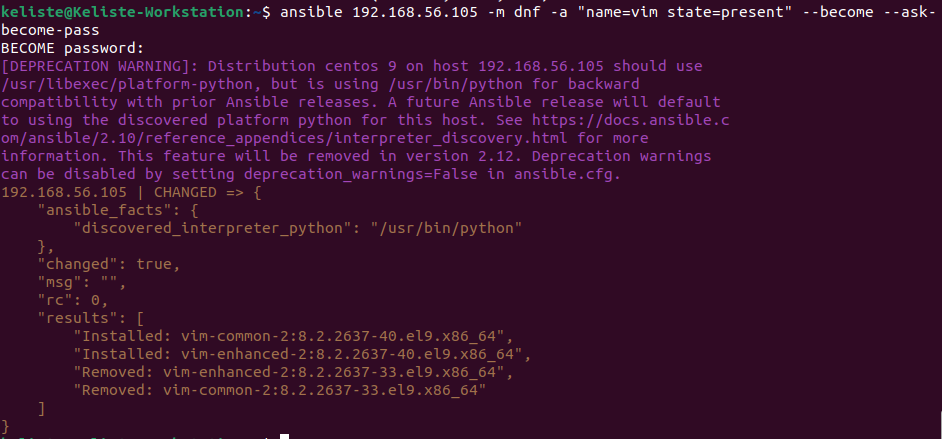 keliste@Keliste-Workstation:~$ ansible 192.168.56.105 -m dnf -a "name=vim state=present" --become --ask-
become-pass
BECOME password:
[DEPRECATION WARNING]: Distribution centos 9 on host 192.168.56.105 should use
/usr/libexec/platform-python, but is using /usr/bin/python for backward
compatibility with prior Ansible releases. A future Ansible release will default
to using the discovered platform python for this host. See https://docs.ansible.c
om/ansible/2.10/reference_appendices/interpreter_discovery.html for more
information. This feature will be removed in version 2.12. Deprecation warnings
can be disabled by setting deprecation_warnings=False in ansible.cfg.
192.168.56.105 | CHANGED => {
    "ansible_facts": {
        "discovered_interpreter_python": "/usr/bin/python"
    },
    "changed": true,
    "msg": "",
    "rc": 0,
    "results": [
        "Installed: vim-common-2:8.2.2637-40.el9.x86_64",
        "Installed: vim-enhanced-2:8.2.2637-40.el9.x86_64",
        "Removed: vim-enhanced-2:8.2.2637-33.el9.x86_64",
        "Removed: vim-common-2:8.2.2637-33.el9.x86_64"
    ]
}